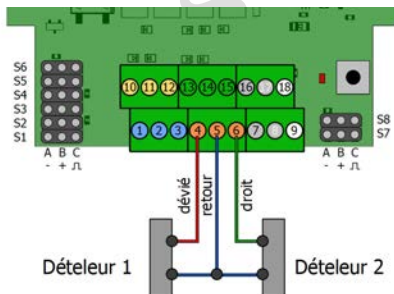 10 11 12 13 14 15 16 18
S6
S5
S4
S3
S2
S1
S8
S7
1 2 3 4 5 6 7 8 9
A B C
- + ⎍
A B C
- + ⎍
dévié
retour
droit
Dételeur 1
Dételeur 2